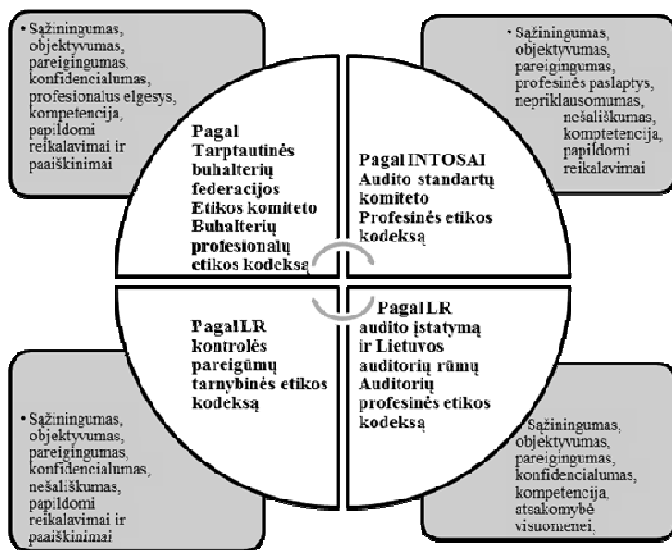 • Sąžiningumas,
objektyvumas,
pareigingumas,
konfidencialumas,
profesionalus elgesys,
kompetencija,
papildomi
reikalavimai ir
paaiškinimai
Pagal
Tarptautinės
buhalterių
federacijos
Etikos komiteto
Buhalterių
profesionalų
etikos kodeksą
Pagal INTOSAI
Audito standartų
komiteto
Profesinės etikos
kodeksą
• Sąžiningumas,
objektyvumas,
pareigingumas,
profesinės paslaptys,
nepriklausomumas,
nešališkumas,
komptetencija,
papildomi
reikalavimai
• Sąžiningumas,
objektyvumas,
pareigingumas,
konfidencialumas,
nešališkumas,
papildomi
reikalavimai ir
paaiškinimai
Pagal LR
kontrolės
pareigūmų
tarnybinės etikos
kodeksą
Pagal LR
audito įstatymą
ir Lietuvos
auditorių rūmų
Auditorių
profesinės etikos
kodeksą
• Sąžiningumas,
objektyvumas,
pareigingumas,
konfidencialumas,
kompetencija,
atsakomybė
visuomenei,